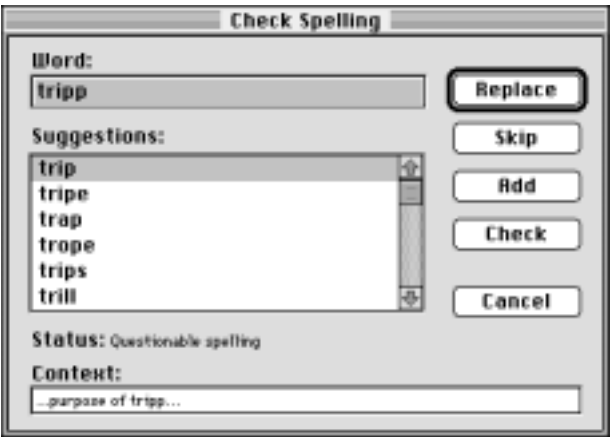 Check Spelling
Word:
tripp
Replace
Suggestions:
Skip
trip
tripe
Add
trap
trope
Check
trips
trill
Cancel
Status: Questionable spelling
Context:
...purpose of tripp...